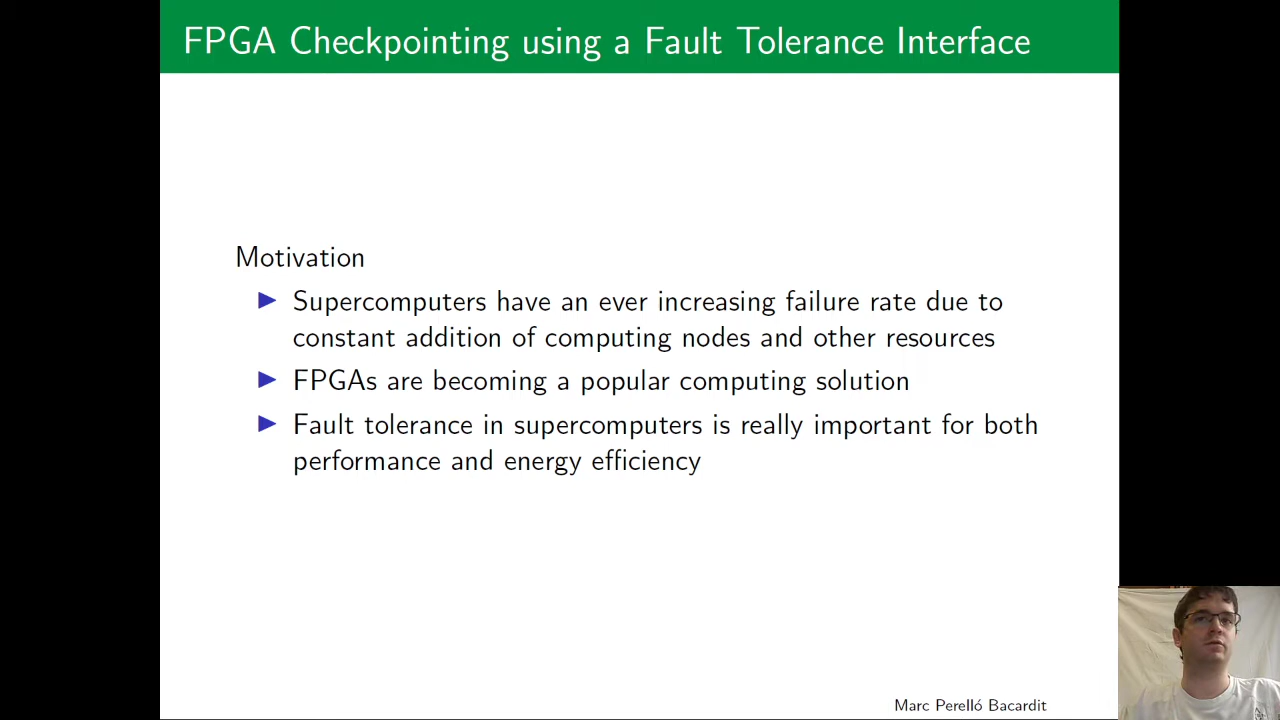 FPGA Checkpointing using a Fault Tolerance Interface
Motivation
Supercomputers have an ever increasing failure rate due to
constant addition of computing nodes and other resources
FPGAs are becoming a popular computing solution
Fault tolerance in supercomputers is really important for both
performance and energy efficiency
Marc Perelló Bacardit